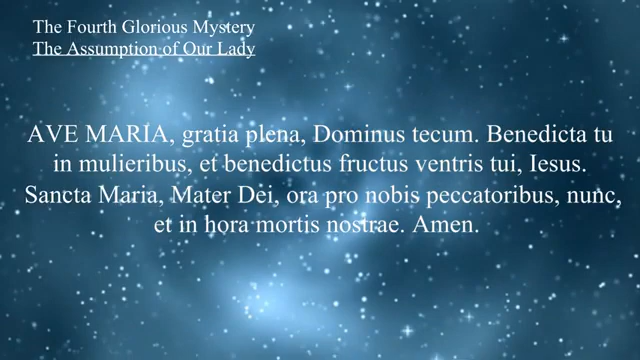 The Fourth Glorious Mystery
The Assumption of Our Lady
AVE MARIA, gratia plena, Dominus tecum. Benedicta tu
in mulieribus, et benedictus fructus ventris tui, Iesus.
Sancta Maria, Mater Dei, ora pro nobis peccatoribus, nunc,
et in hora mortis nostrae. Amen.